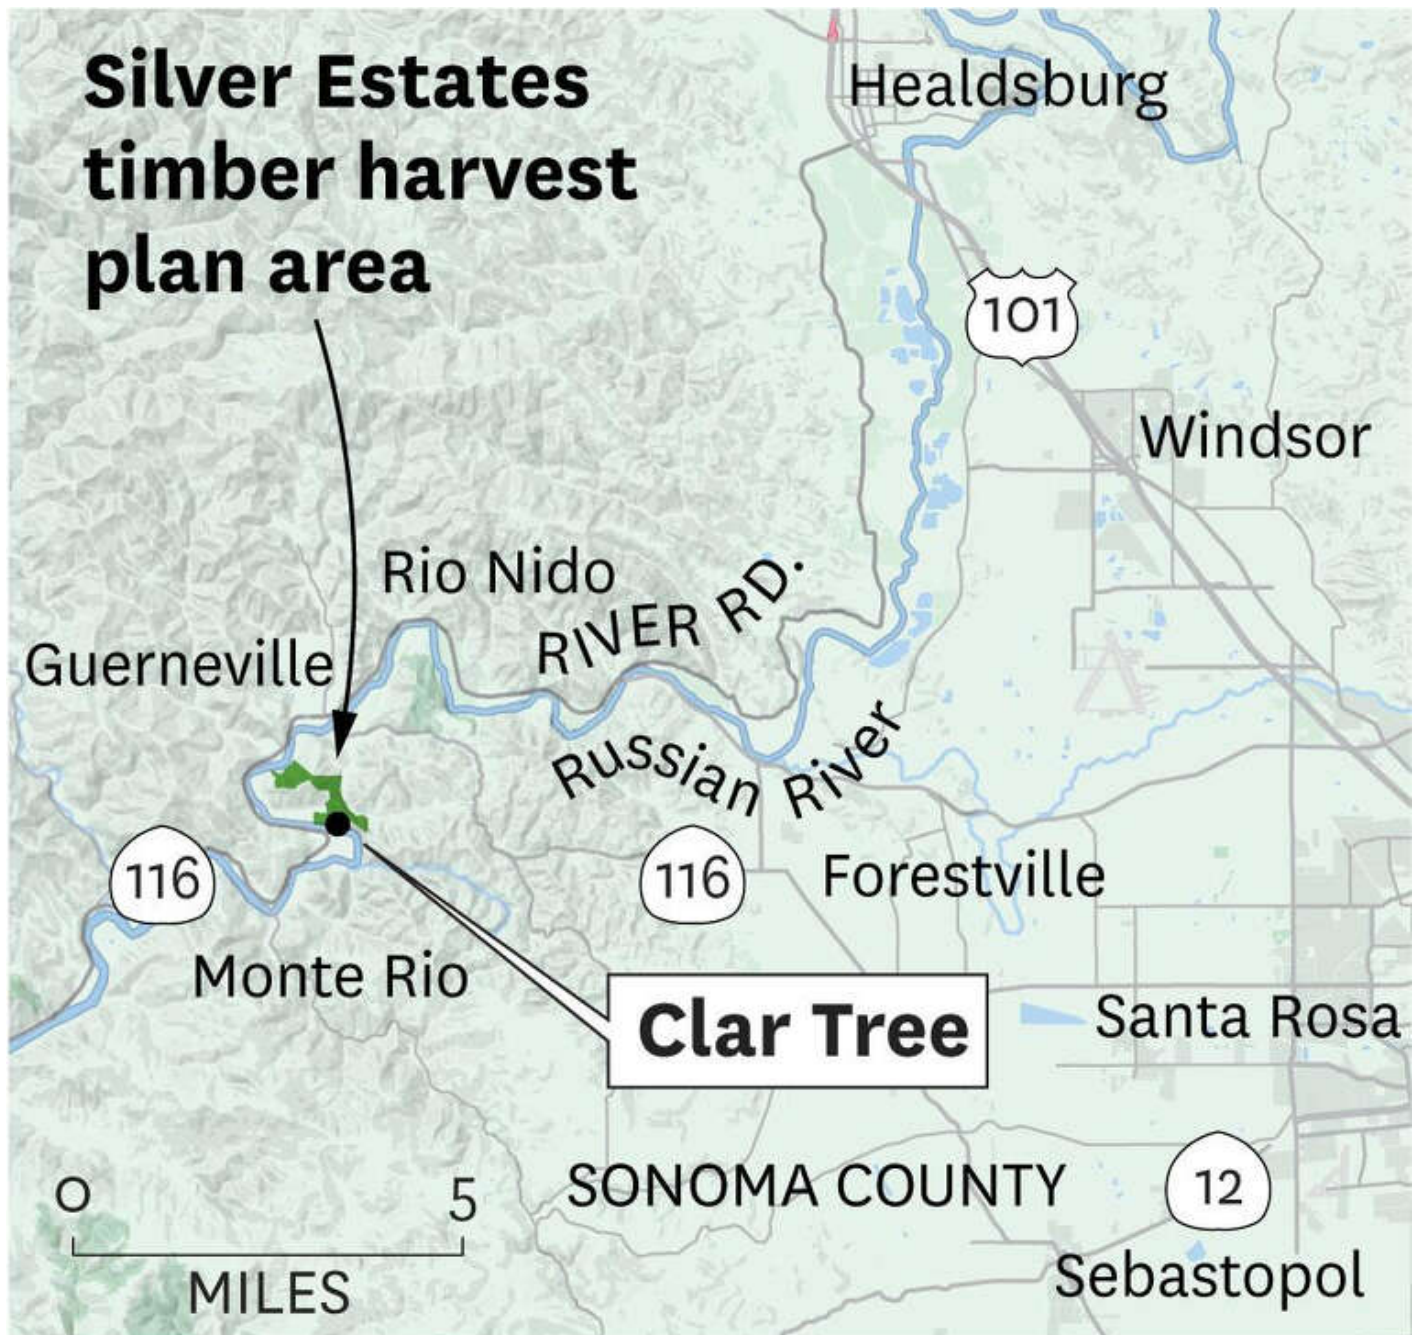 Silver Estates
timber harvest
plan area
Healdsburg
101
Windsor
Rio Nido
RIVER RD.
Guerneville
Russian River
116
116
Forestville
Monte Rio
Clar Tree
Santa Rosa
SONOMA COUNTY
12
0 5
MILES
Sebastopol